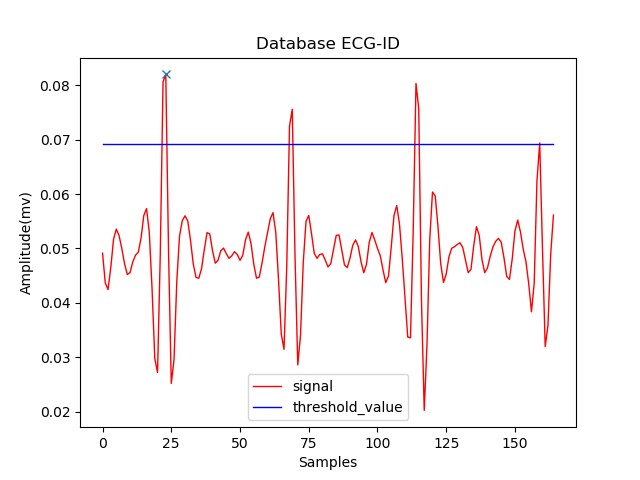 Database ECG-ID
Amplitude(mv)
0.08
0.07
0.06
0.05
0.04
0.03
0.02
signal
threshold_value
0 25 50 75 100 125 150
Samples